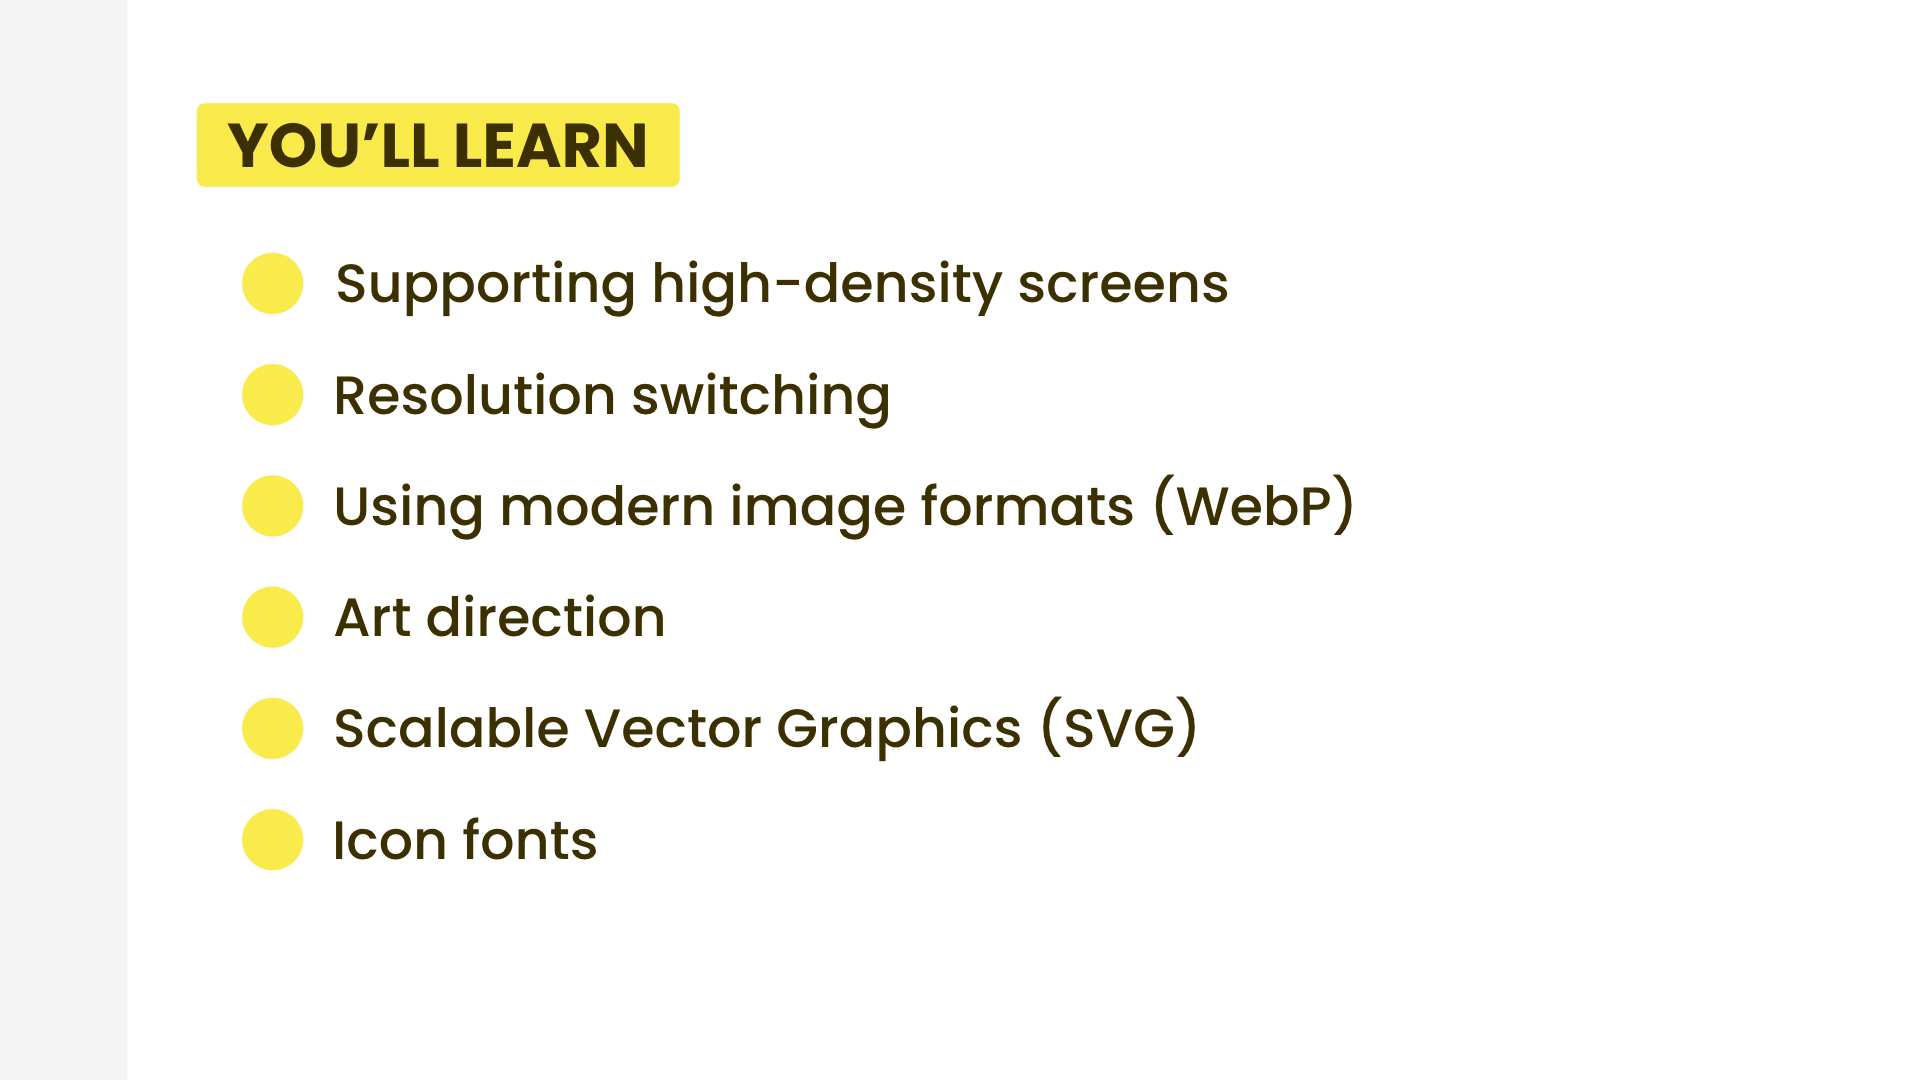 YOU’LL LEARN
Supporting high-density screens
Resolution switching
Using modern image formats (WebP)
Art direction
Scalable Vector Graphics (SVG)
Icon fonts